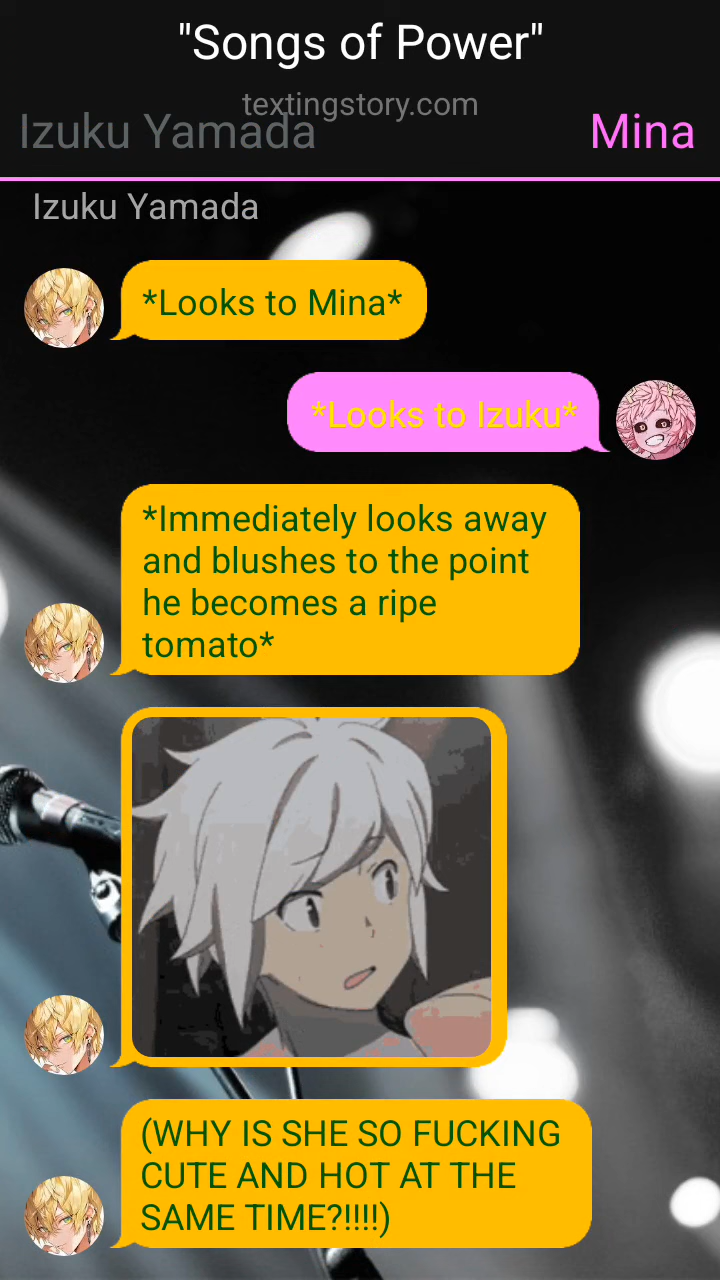 "Songs of Power"
textingstory.com
Izuku Yamada
Mina
Izuku Yamada
*Looks to Mina*
*Looks to Izuku*
*Immediately looks away
and blushes to the point
he becomes a ripe
tomato*
(WHY IS SHE SO FUCKING
CUTE AND HOT AT THE
SAME TIME?!!!!)